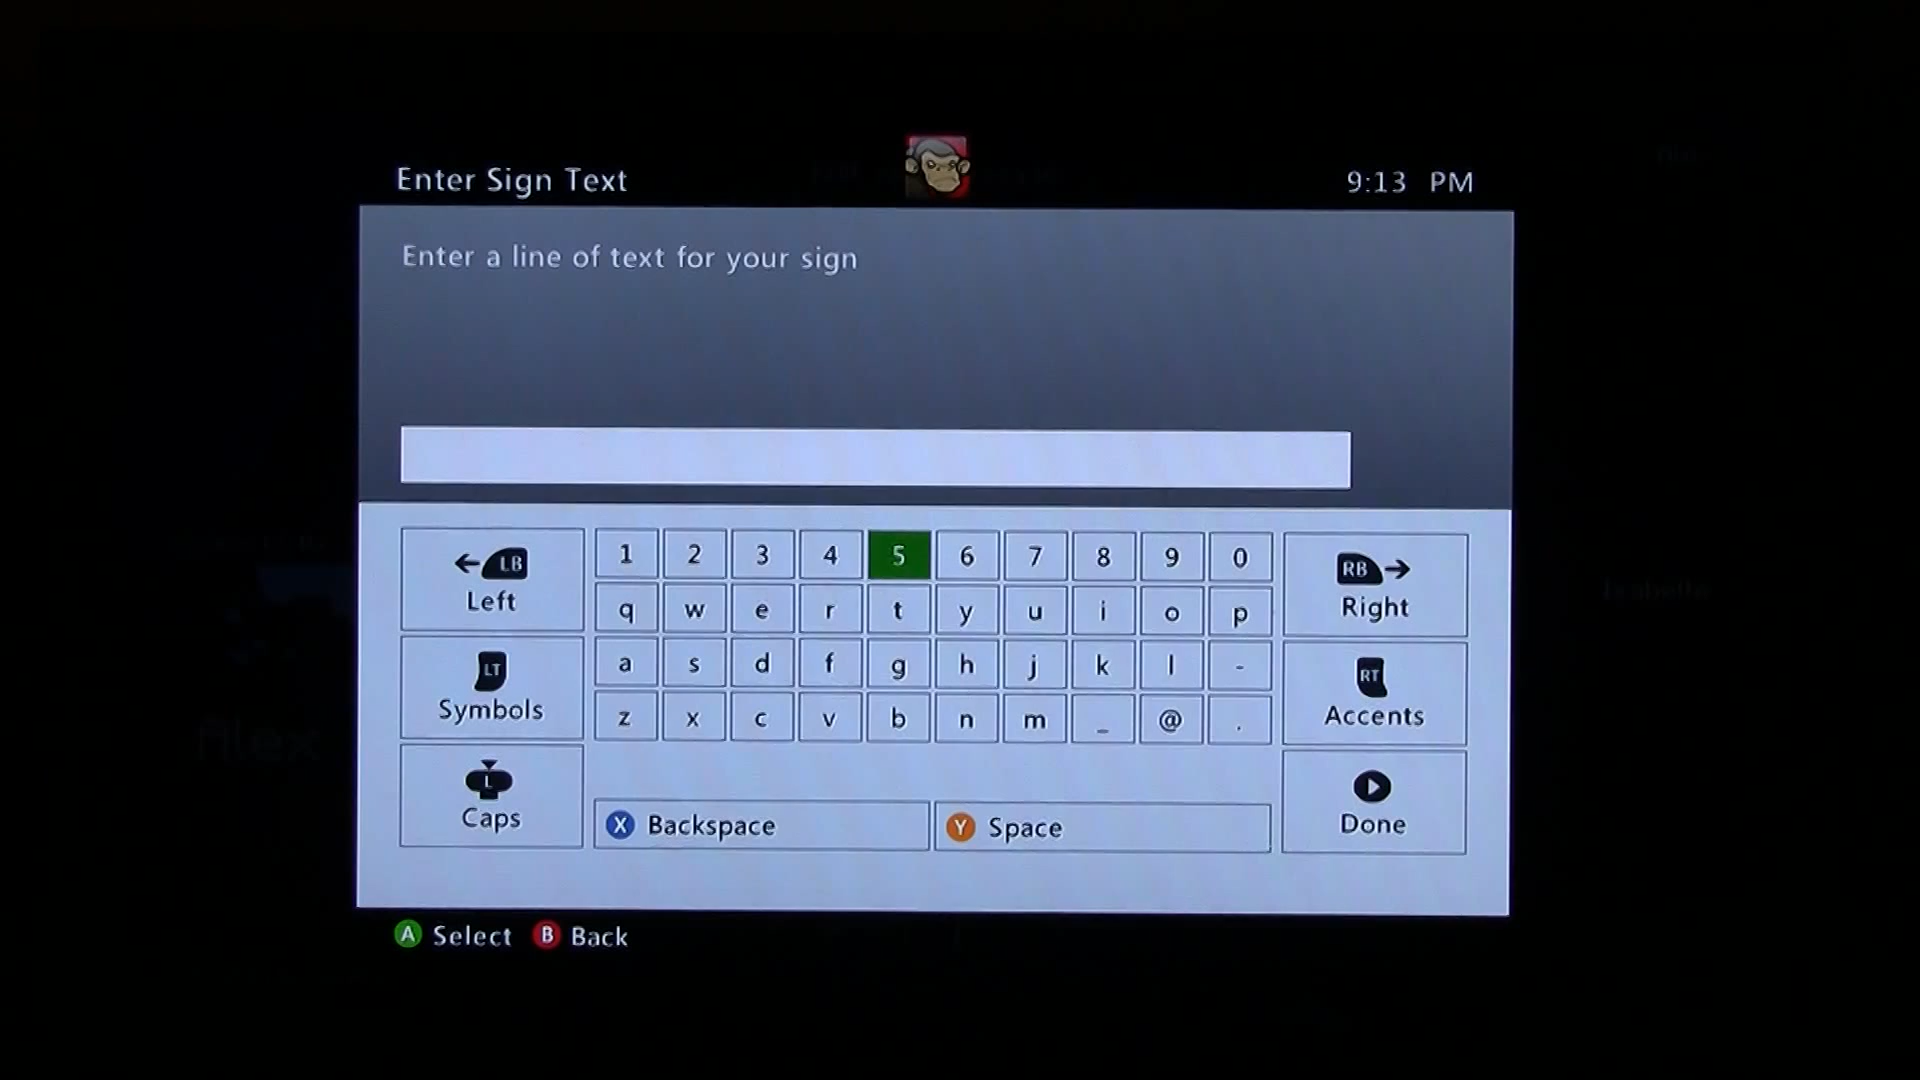 Enter Sign Text
9:13 PM
Enter a line of text for your sign
LB
Left
1 2 3 4 5 6 7 8 9 0
RB
Right
q w e r t y u i o p
LT
Symbols
a s d f g h j k l -
RT
Accents
z x c v b n m _ @ .
L
Caps
X Backspace
Y Space
Done
A Select B Back
Alex